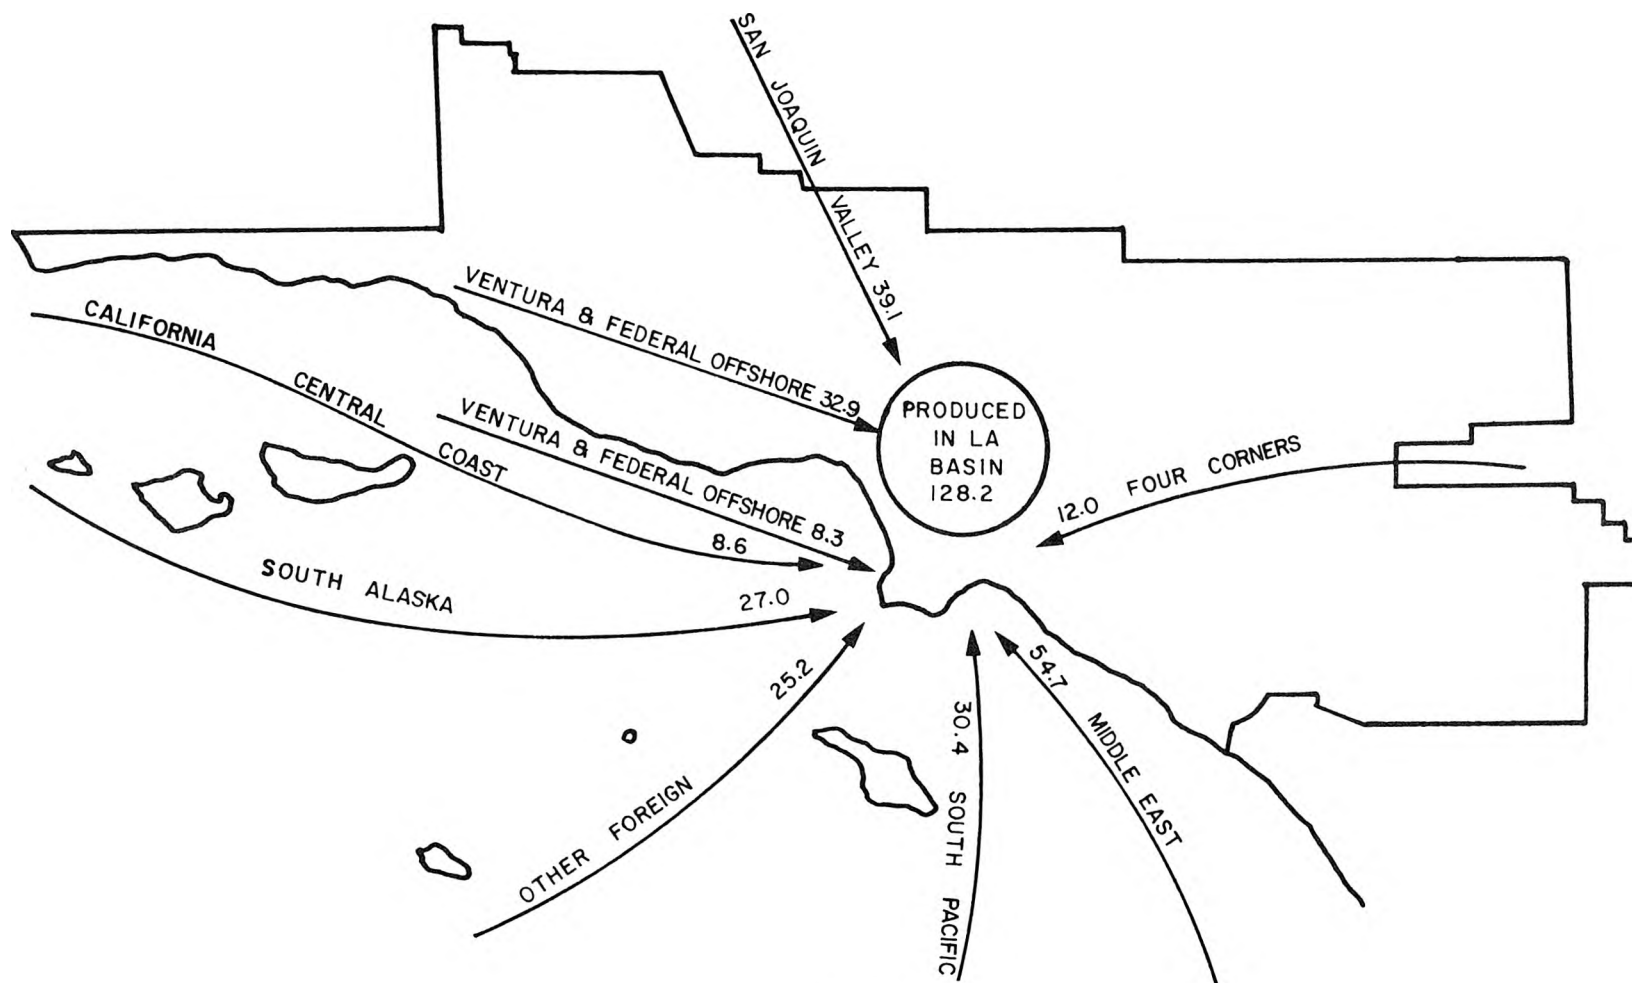 SAN JOAQUIN VALLEY 39.1
VENTURA & FEDERAL OFFSHORE 32.9
CALIFORNIA CENTRAL COAST 8.6
VENTURA & FEDERAL OFFSHORE 8.3
PRODUCED
IN LA
BASIN
128.2
12.0 FOUR CORNERS
SOUTH ALASKA 27.0
OTHER FOREIGN 25.2
30.4 SOUTH PACIFIC
54.7 MIDDLE EAST